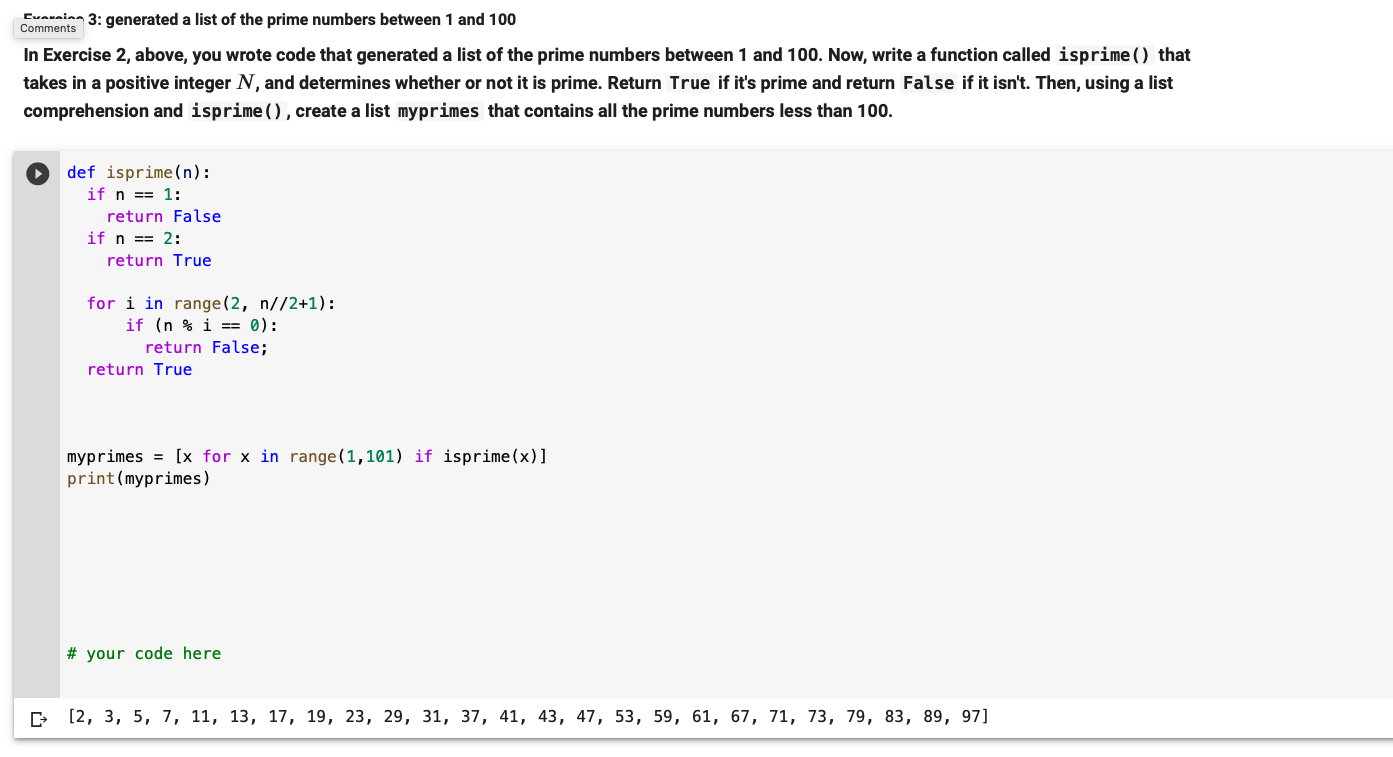 3: generated a list of the prime numbers between 1 and 100
Comments
In Exercise 2, above, you wrote code that generated a list of the prime numbers between 1 and 100. Now, write a function called isprime() that
takes in a positive integer N, and determines whether or not it is prime. Return True if it's prime and return False if it isn't. Then, using a list
comprehension and isprime(), create a list myprimes that contains all the prime numbers less than 100.
def isprime(n):
  if n == 1:
    return False
  if n == 2:
    return True
  for i in range(2, n//2+1):
      if (n % i == 0):
        return False;
  return True
myprimes = [x for x in range(1,101) if isprime(x)]
print(myprimes)
# your code here
[2, 3, 5, 7, 11, 13, 17, 19, 23, 29, 31, 37, 41, 43, 47, 53, 59, 61, 67, 71, 73, 79, 83, 89, 97]